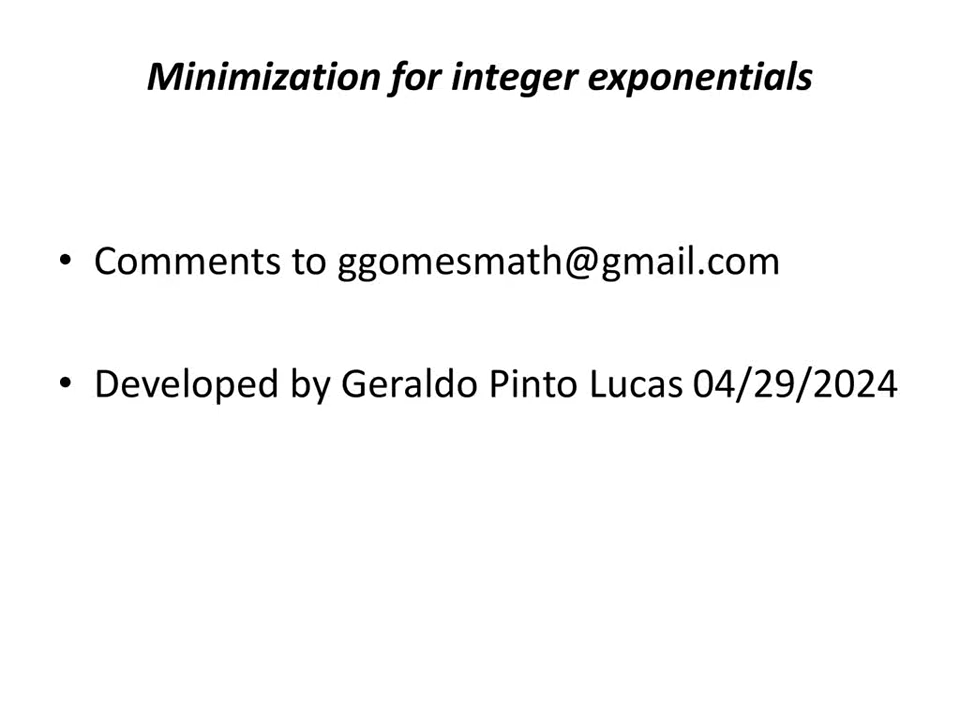 Minimization for integer exponentials
• Comments to ggomesmath@gmail.com
• Developed by Geraldo Pinto Lucas 04/29/2024